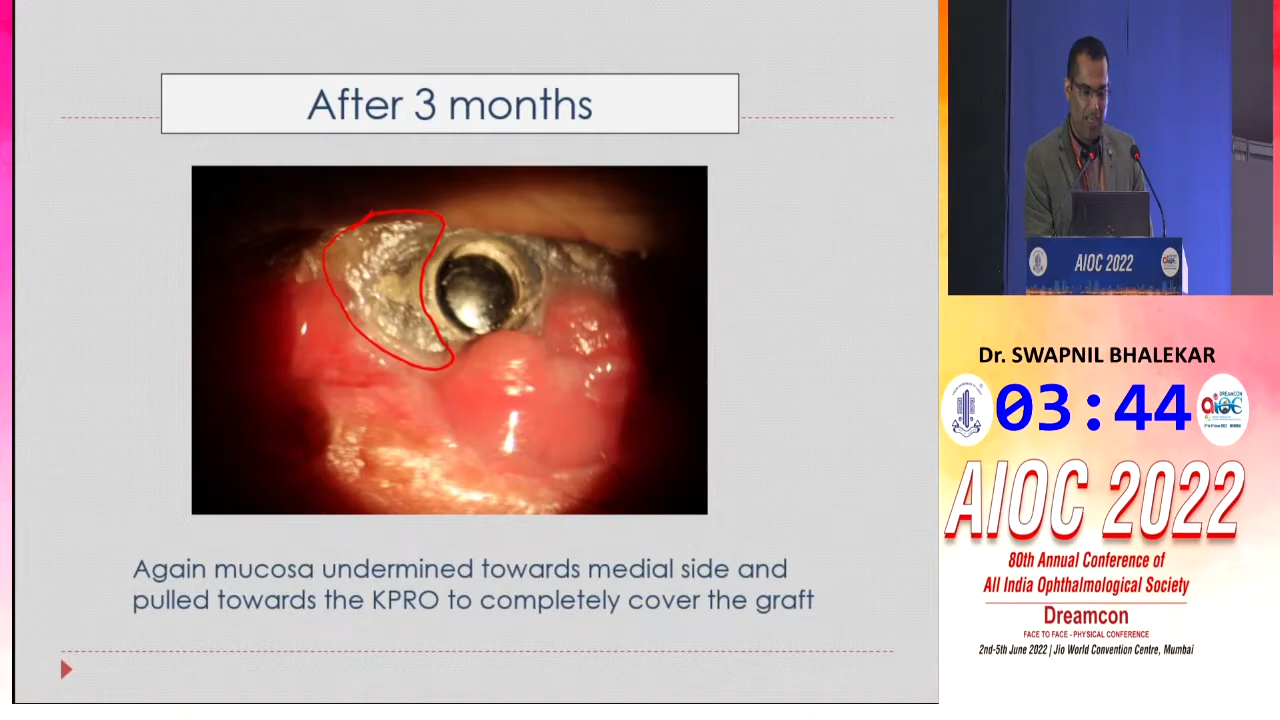 After 3 months
Again mucosa undermined towards medial side and
pulled towards the KPRO to completely cover the graft
AIOC 2022
Dr. SWAPNIL BHALEKAR
03:44
DREAMCON
aioc
AIOC 2022
80th Annual Conference of
All India Ophthalmological Society
Dreamcon
FACE TO FACE - PHYSICAL CONFERENCE
2nd-5th June 2022 | Jio World Convention Centre, Mumbai